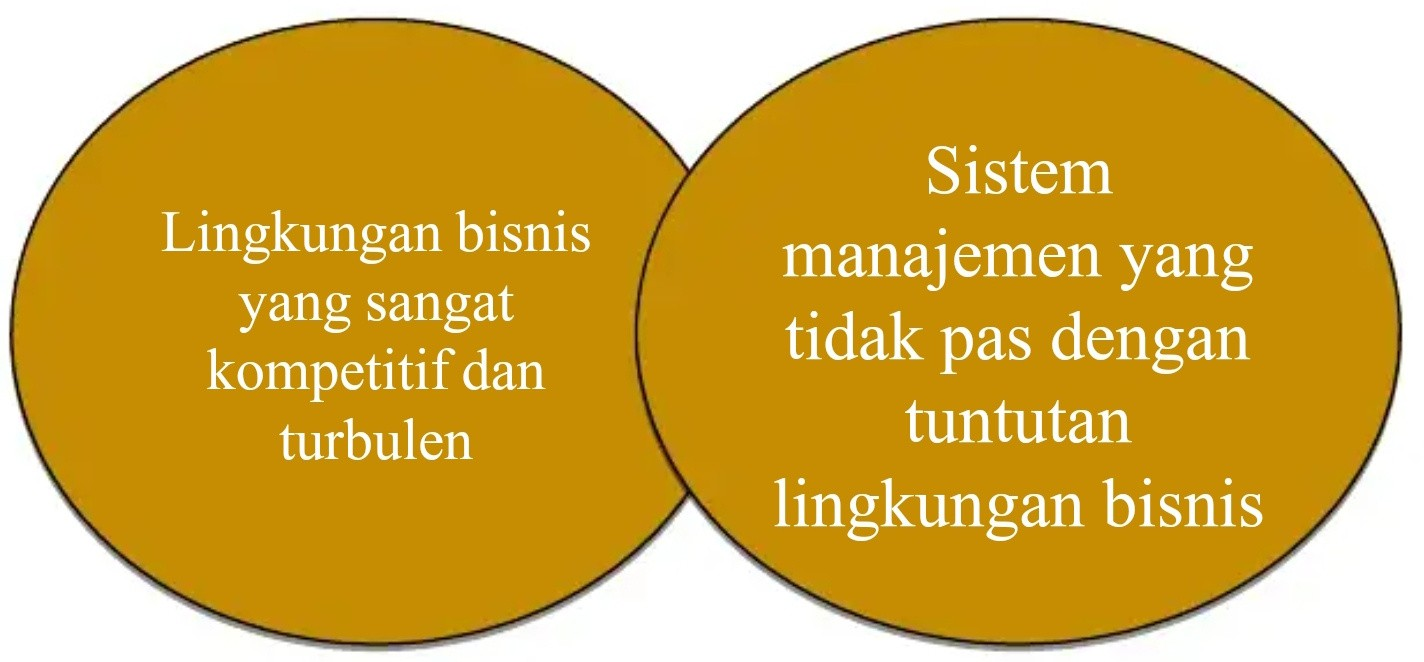 Lingkungan bisnis
yang sangat
kompetitif dan
turbulen
Sistem
manajemen yang
tidak pas dengan
tuntutan
lingkungan bisnis